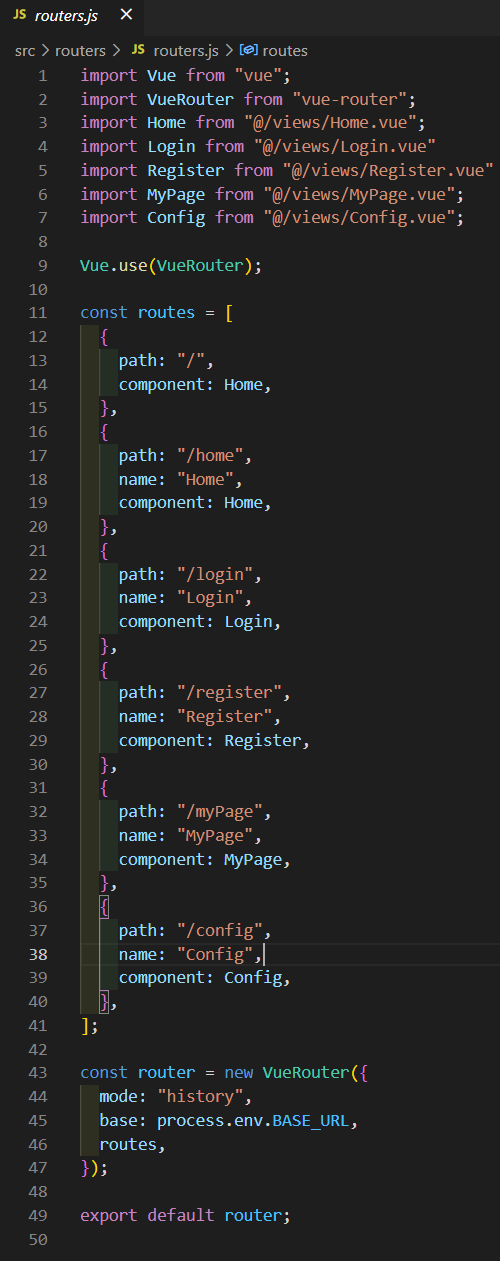 JS routers.js ×
src > routers > JS routers.js > routes
1 import Vue from "vue";
2 import VueRouter from "vue-router";
3 import Home from "@/views/Home.vue";
4 import Login from "@/views/Login.vue"
5 import Register from "@/views/Register.vue"
6 import MyPage from "@/views/MyPage.vue";
7 import Config from "@/views/Config.vue";
8
9 Vue.use(VueRouter);
10
11 const routes = [
12   {
13     path: "/",
14     component: Home,
15   },
16   {
17     path: "/home",
18     name: "Home",
19     component: Home,
20   },
21   {
22     path: "/login",
23     name: "Login",
24     component: Login,
25   },
26   {
27     path: "/register",
28     name: "Register",
29     component: Register,
30   },
31   {
32     path: "/myPage",
33     name: "MyPage",
34     component: MyPage,
35   },
36   {
37     path: "/config",
38     name: "Config",
39     component: Config,
40   },
41 ];
42
43 const router = new VueRouter({
44   mode: "history",
45   base: process.env.BASE_URL,
46   routes,
47 });
48
49 export default router;
50